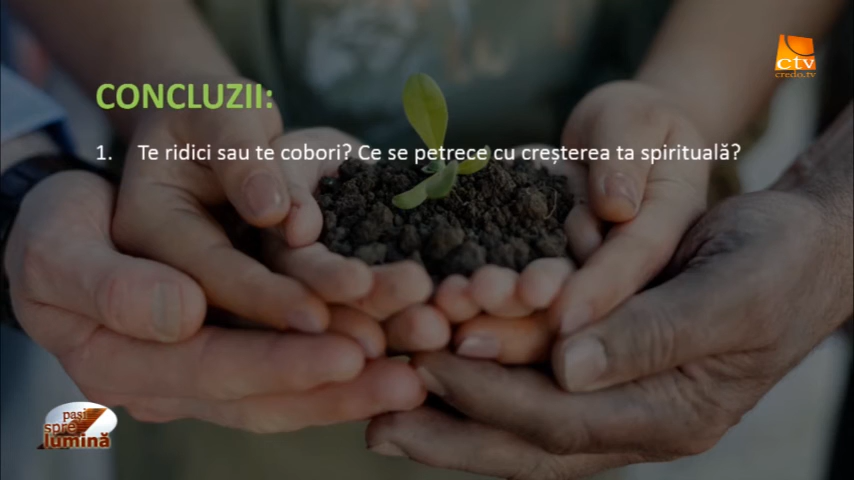 ctv
credo.tv
CONCLUZII:
1. Te ridici sau te cobori? Ce se petrece cu creșterea ta spirituală?
pași
spre
lumină